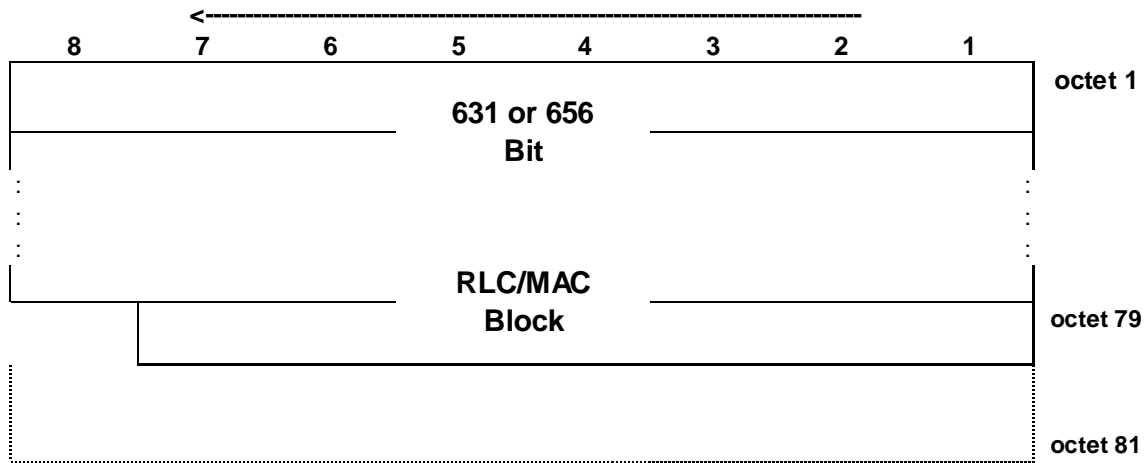 <--------------------------------------------------------------------------
8 7 6 5 4 3 2 1
octet 1
631 or 656
Bit
: :
: :
: :
RLC/MAC
Block
octet 79
octet 81